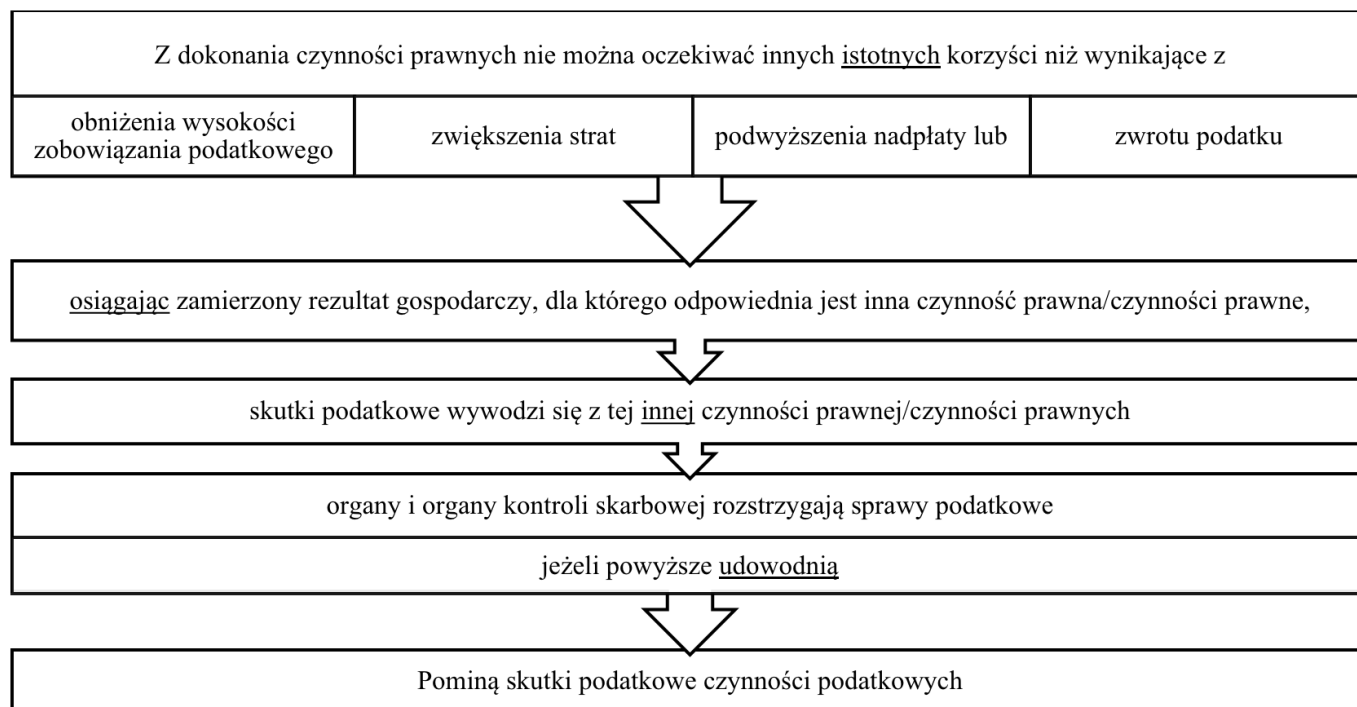 Z dokonania czynności prawnych nie można oczekiwać innych istotnych korzyści niż wynikające z
obniżenia wysokości
zobowiązania podatkowego
zwiększenia strat
podwyższenia nadpłaty lub
zwrotu podatku
osiągając zamierzony rezultat gospodarczy, dla którego odpowiednia jest inna czynność prawna/czynności prawne,
skutki podatkowe wywodzi się z tej innej czynności prawnej/czynności prawnych
organy i organy kontroli skarbowej rozstrzygają sprawy podatkowe
jeżeli powyższe udowodnią
Pominą skutki podatkowe czynności podatkowych